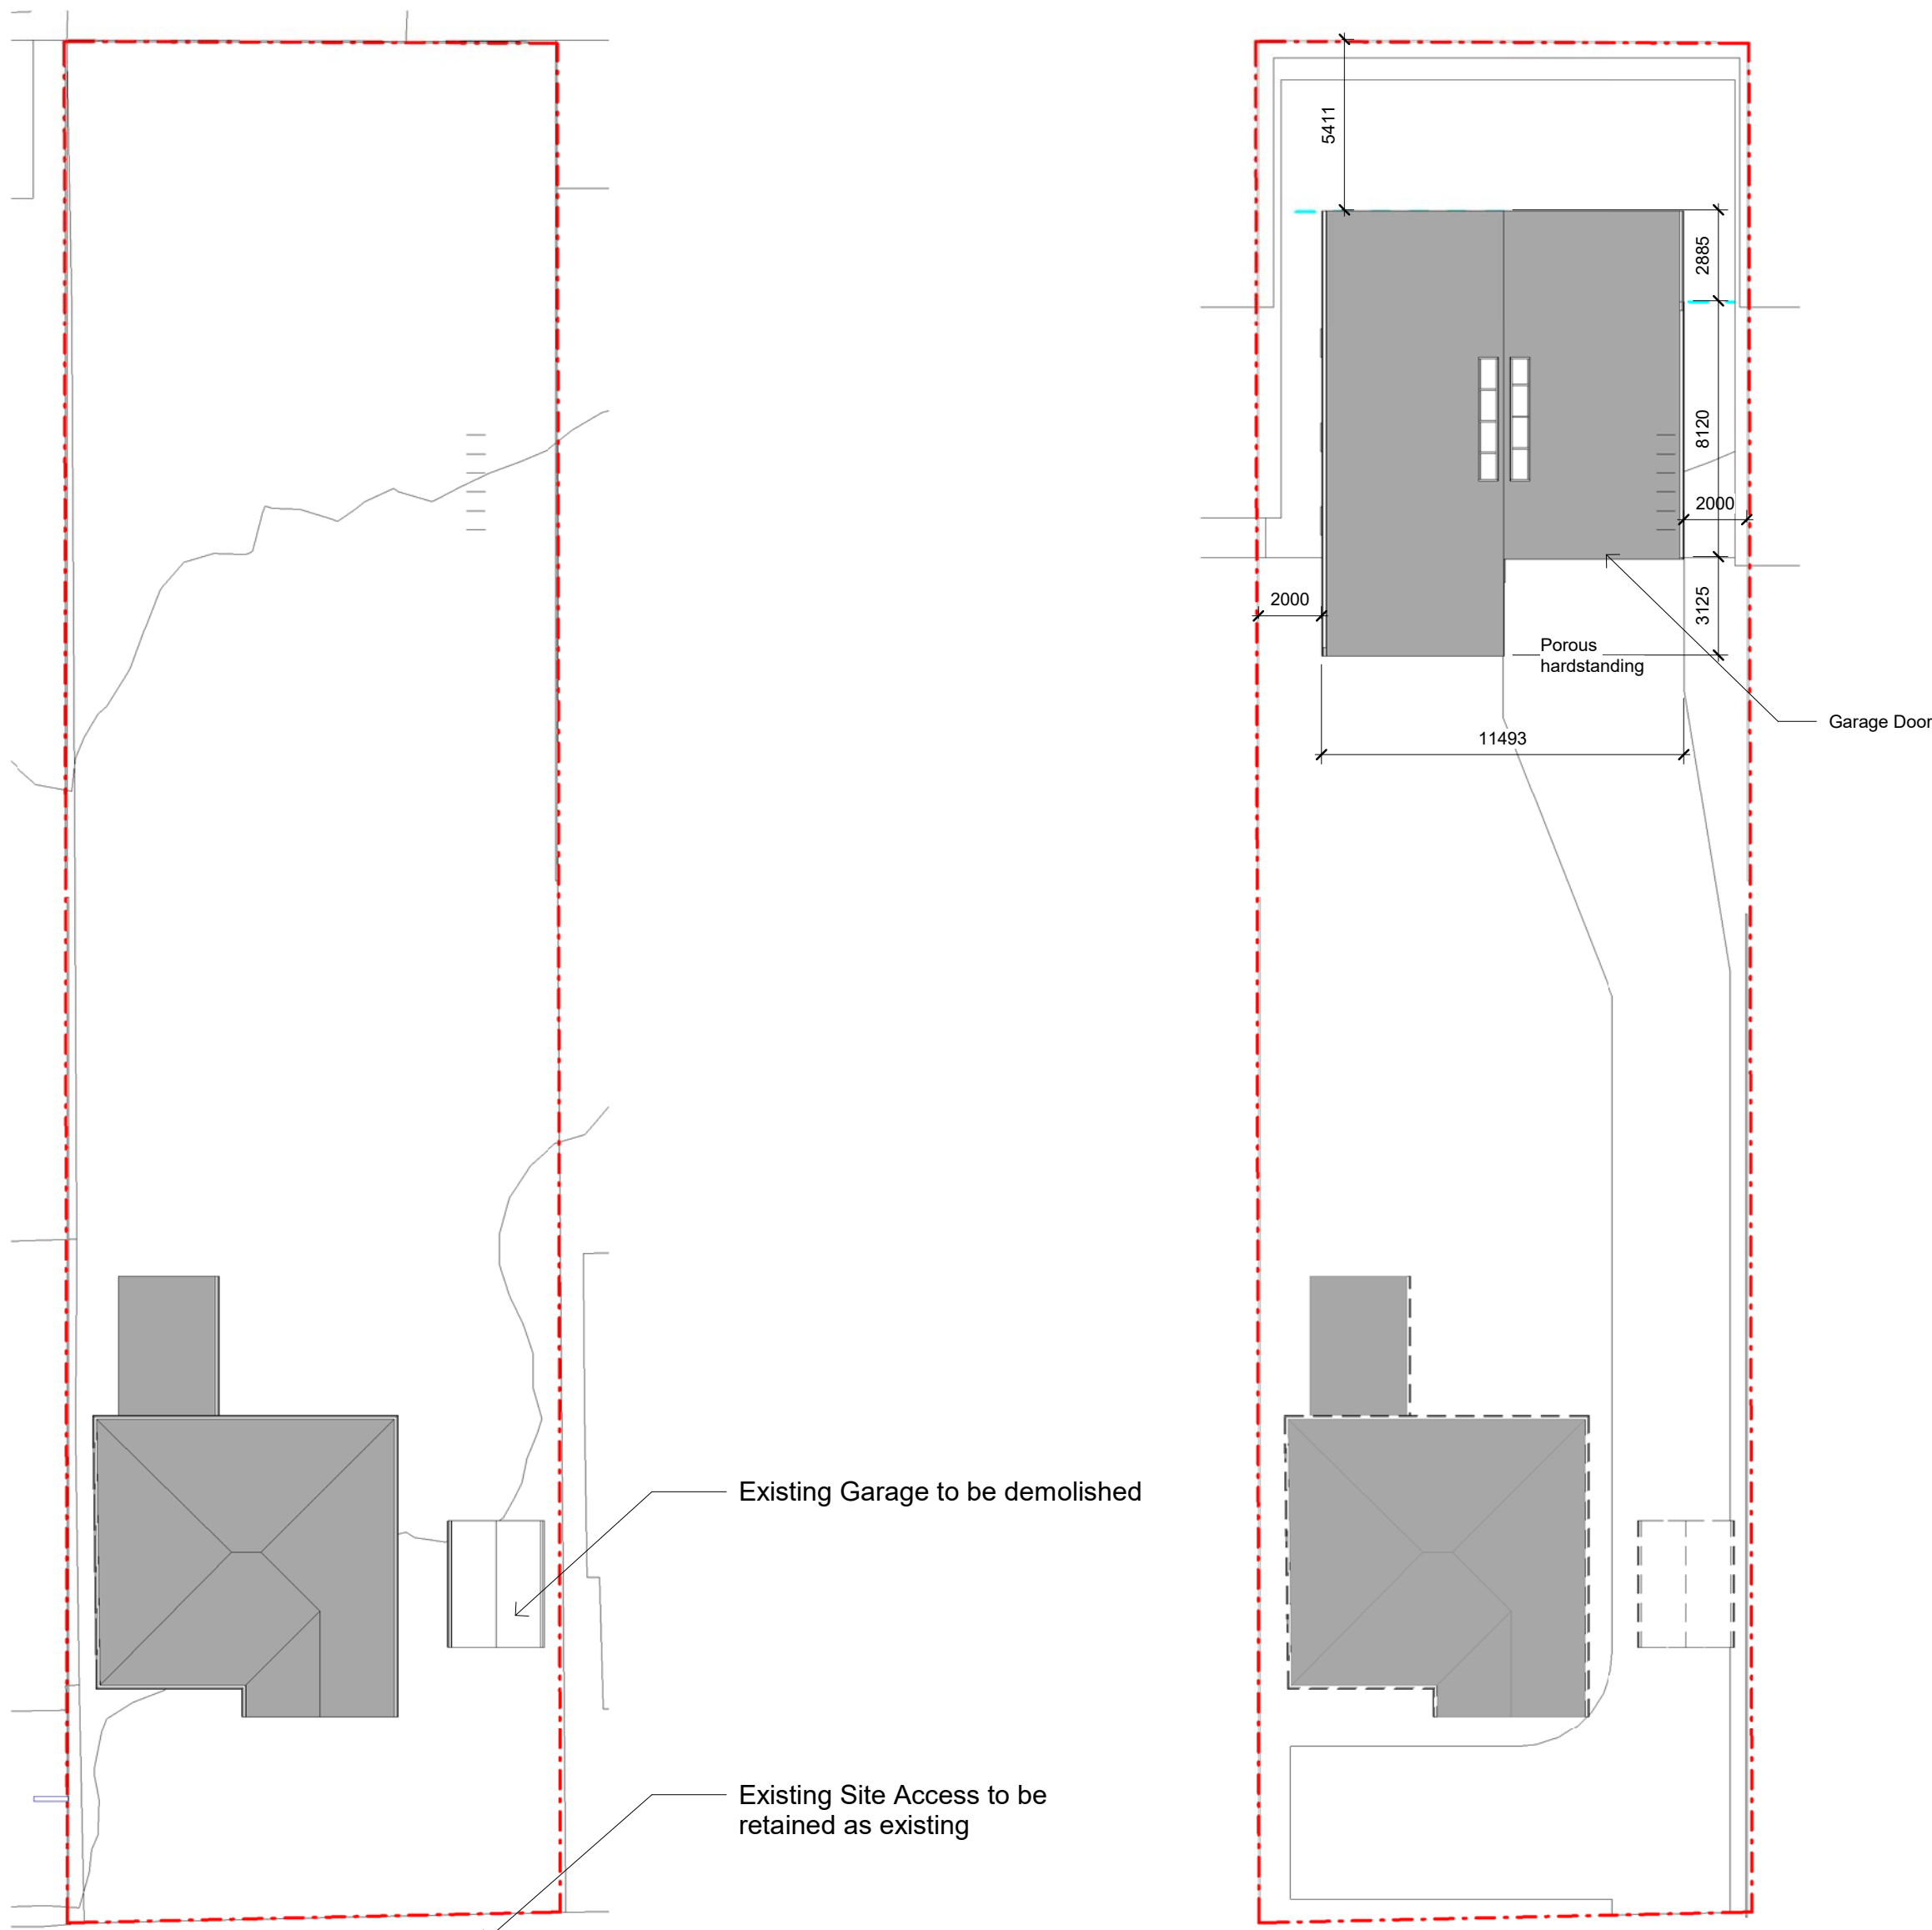 5411
2885
8120
2000
2000
3125
Porous
hardstanding
Garage Door
11493
Existing Garage to be demolished
Existing Site Access to be
retained as existing